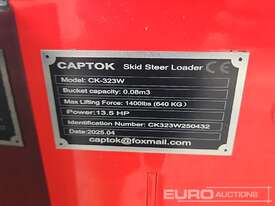 CAPTOK Skid Steer Loader CE
Model: CK-323W
Bucket capacity: 0.08m3
Max Lifting Force: 1400lbs (640 KG)
Power:13.5 HP
Identification Number: CK323W250432
Date:2025.04
captok@foxmail.com
EURO AUCTIONS